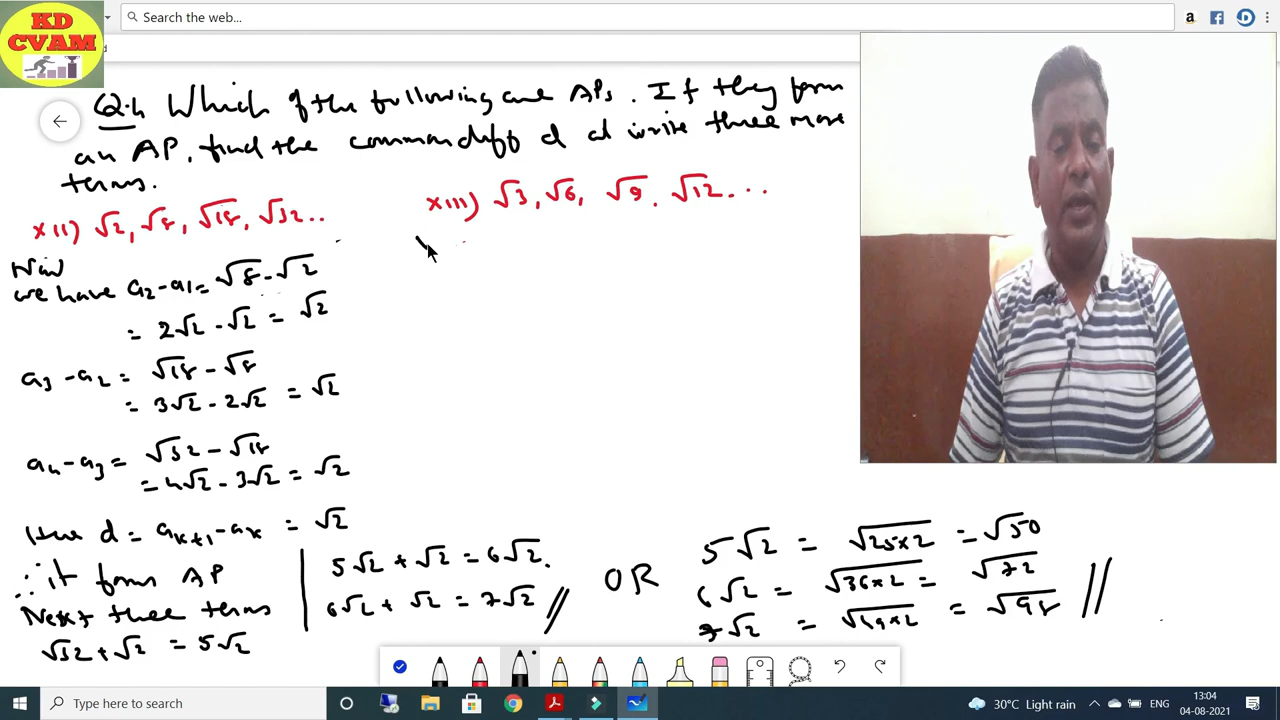 KD
CVAM
Search the web...
Q.4 Which of the following are APs. If they form
an AP, find the common diff d d write three more
terms.
xii) √2, √8, √18, √32..
Now
we have a2-a1 = √8-√2
= 2√2 - √2 = √2
a3 - a2 = √18 - √8
= 3√2 - 2√2 = √2
a4-a3 = √32 - √18
= 4√2 - 3√2 = √2
Here d = ak+1 - ak = √2
∴ it forms AP
Next three terms
√32 + √2 = 5√2
5√2 + √2 = 6√2.
6√2 + √2 = 7√2 //
OR
5√2 = √25×2 = √50
6√2 = √36×2 = √72
7√2 = √49×2 = √98 //
xiii) √3, √6, √9, √12...
Type here to search
30°C Light rain
ENG
13:04
04-08-2021